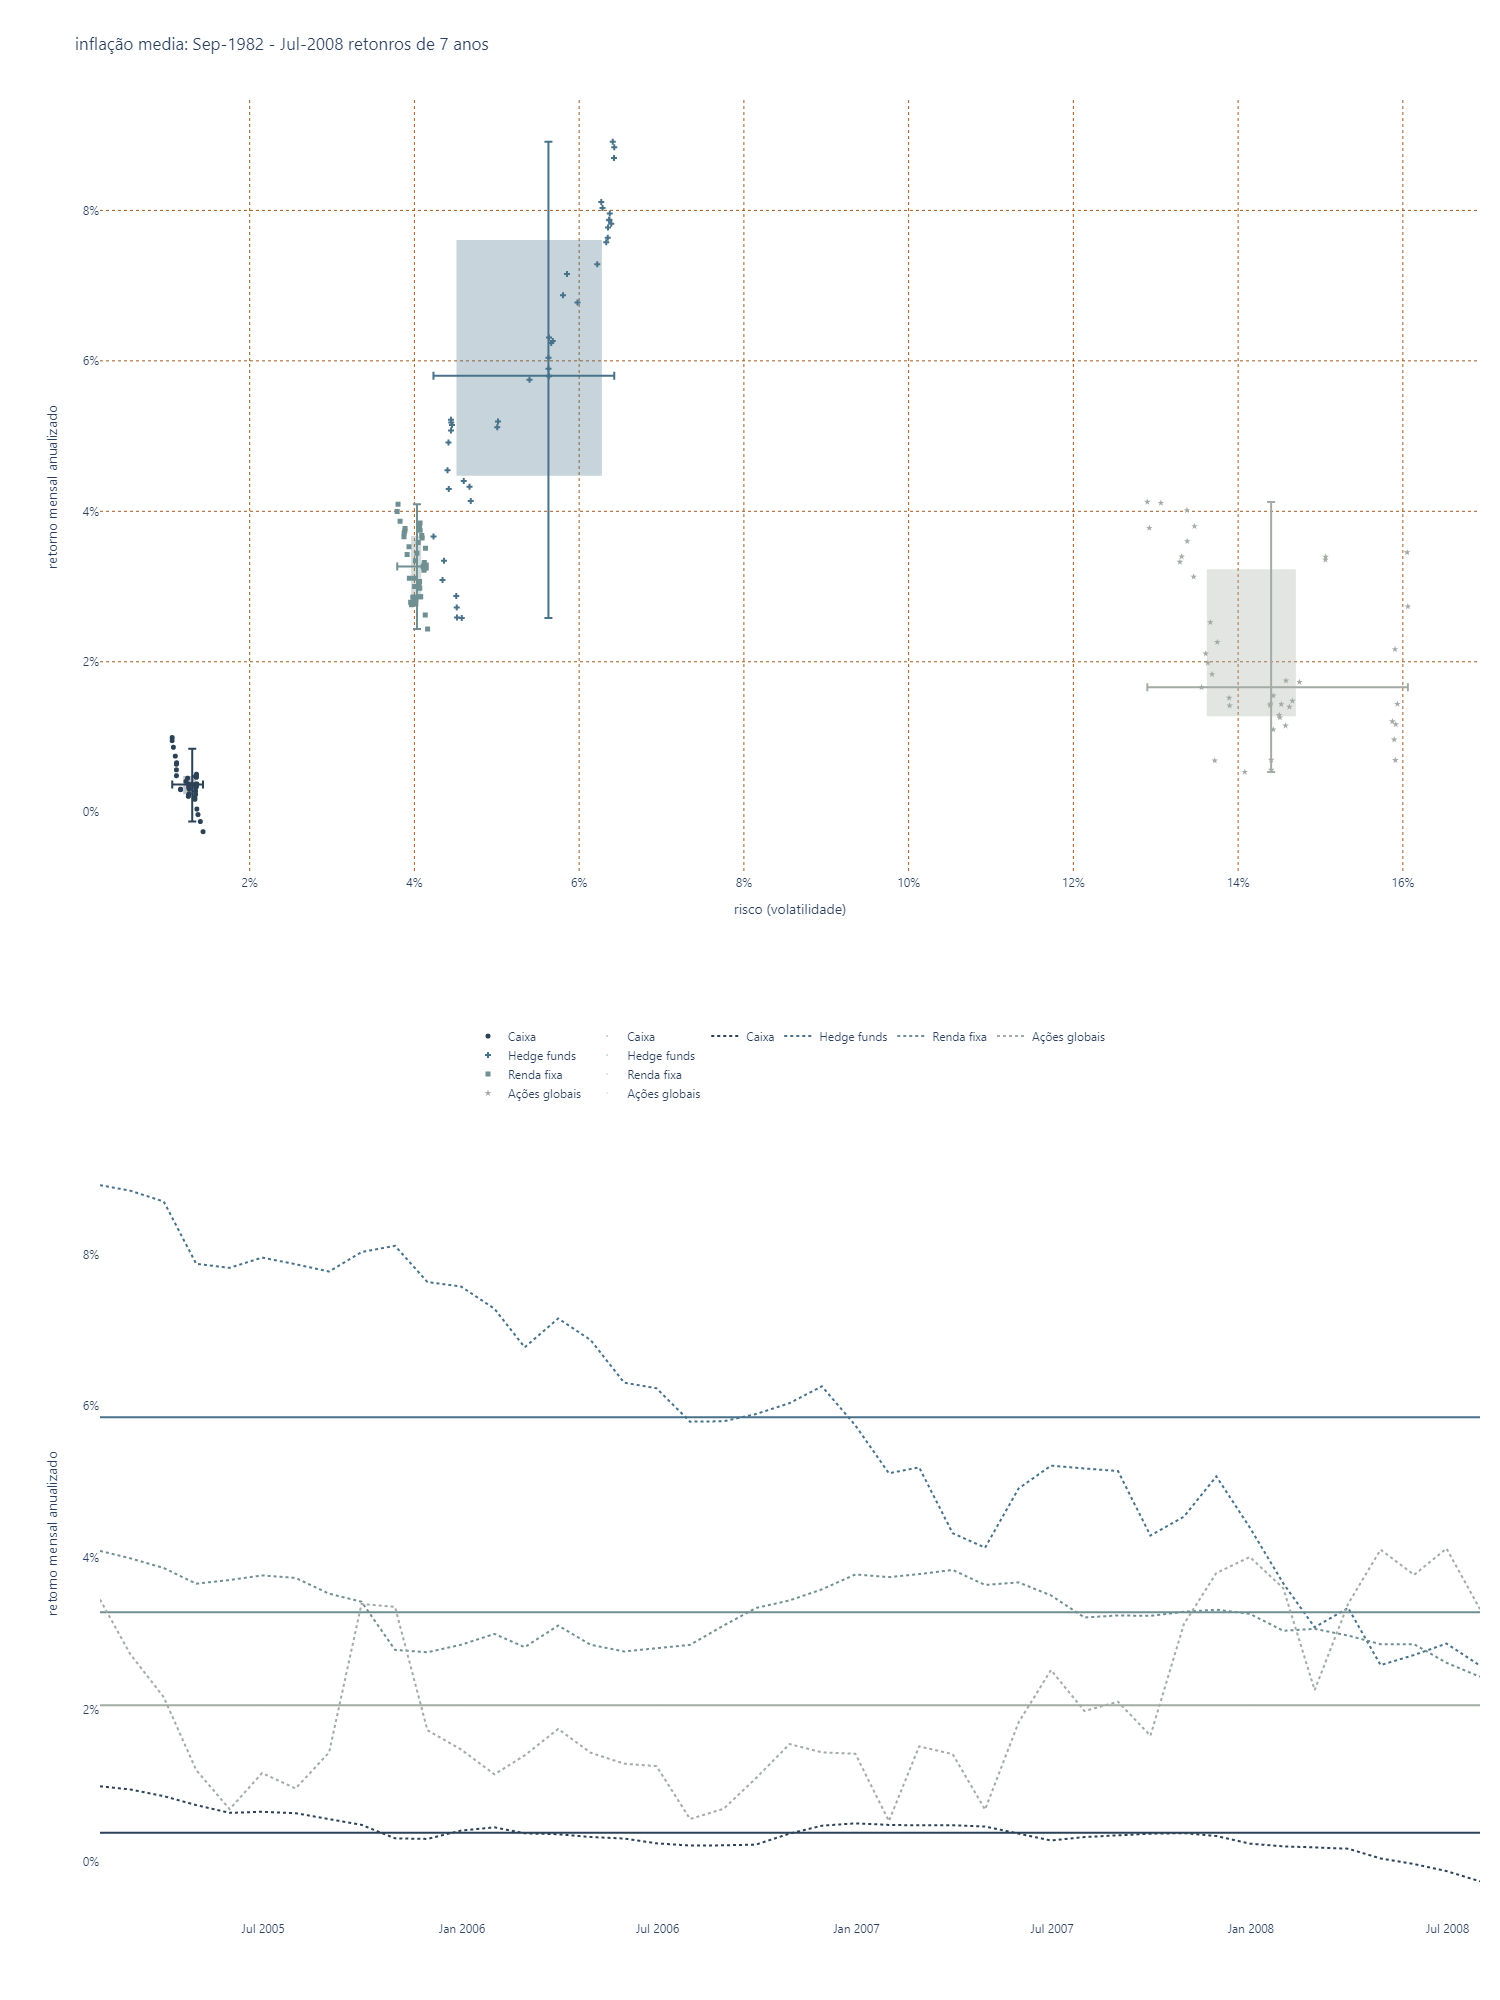 inflação media: Sep-1982 - Jul-2008 retonros de 7 anos
8%
6%
4%
2%
0%
retorno mensal anualizado
2% 4% 6% 8% 10% 12% 14% 16%
risco (volatilidade)
Caixa Caixa Caixa Hedge funds Renda fixa Ações globais
Hedge funds Hedge funds
Renda fixa Renda fixa
Ações globais Ações globais
8%
6%
4%
2%
0%
retorno mensal anualizado
Jul 2005 Jan 2006 Jul 2006 Jan 2007 Jul 2007 Jan 2008 Jul 2008